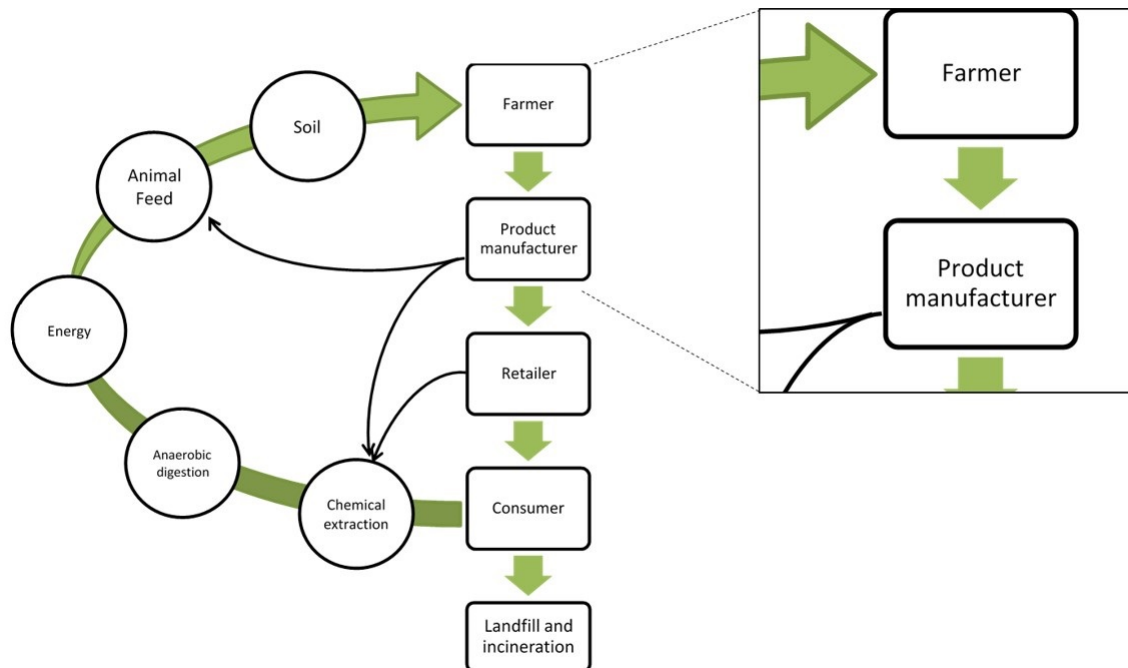 Farmer
Soil
Animal
Feed
Product
manufacturer
Energy
Retailer
Anaerobic
digestion
Chemical
extraction
Consumer
Landfill and
incineration
Farmer
Product
manufacturer